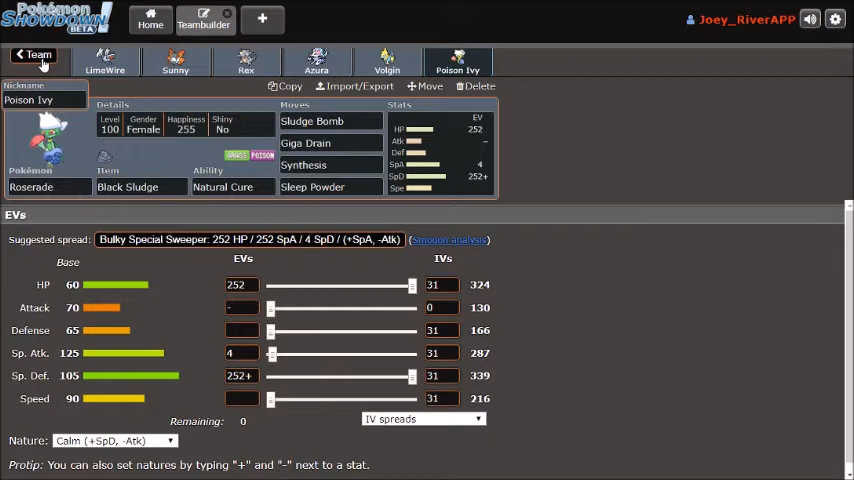 Pokémon
SHOWDOWN
BETA
Home
Teambuilder
Joey_RiverAPP
Team
LimeWire
Sunny
Rex
Azura
Volgin
Poison Ivy
Copy
Import/Export
Move
Delete
Nickname
Poison Ivy
Details
Moves
Stats
Level Gender Happiness Shiny
100 Female 255 No
Sludge Bomb
Giga Drain
Synthesis
Sleep Powder
EV
HP 252
Atk –
Def
SpA 4
SpD 252+
Spe
GRASS POISON
Pokémon
Item
Ability
Roserade
Black Sludge
Natural Cure
EVs
Suggested spread: Bulky Special Sweeper: 252 HP / 252 SpA / 4 SpD / (+SpA, -Atk) (Smogon analysis)
Base EVs IVs
HP 60 252 31 324
Attack 70 - 0 130
Defense 65 31 166
Sp. Atk. 125 4 31 287
Sp. Def. 105 252+ 31 339
Speed 90 31 216
Remaining: 0
IV spreads
Nature: Calm (+SpD, -Atk)
Protip: You can also set natures by typing "+" and "-" next to a stat.